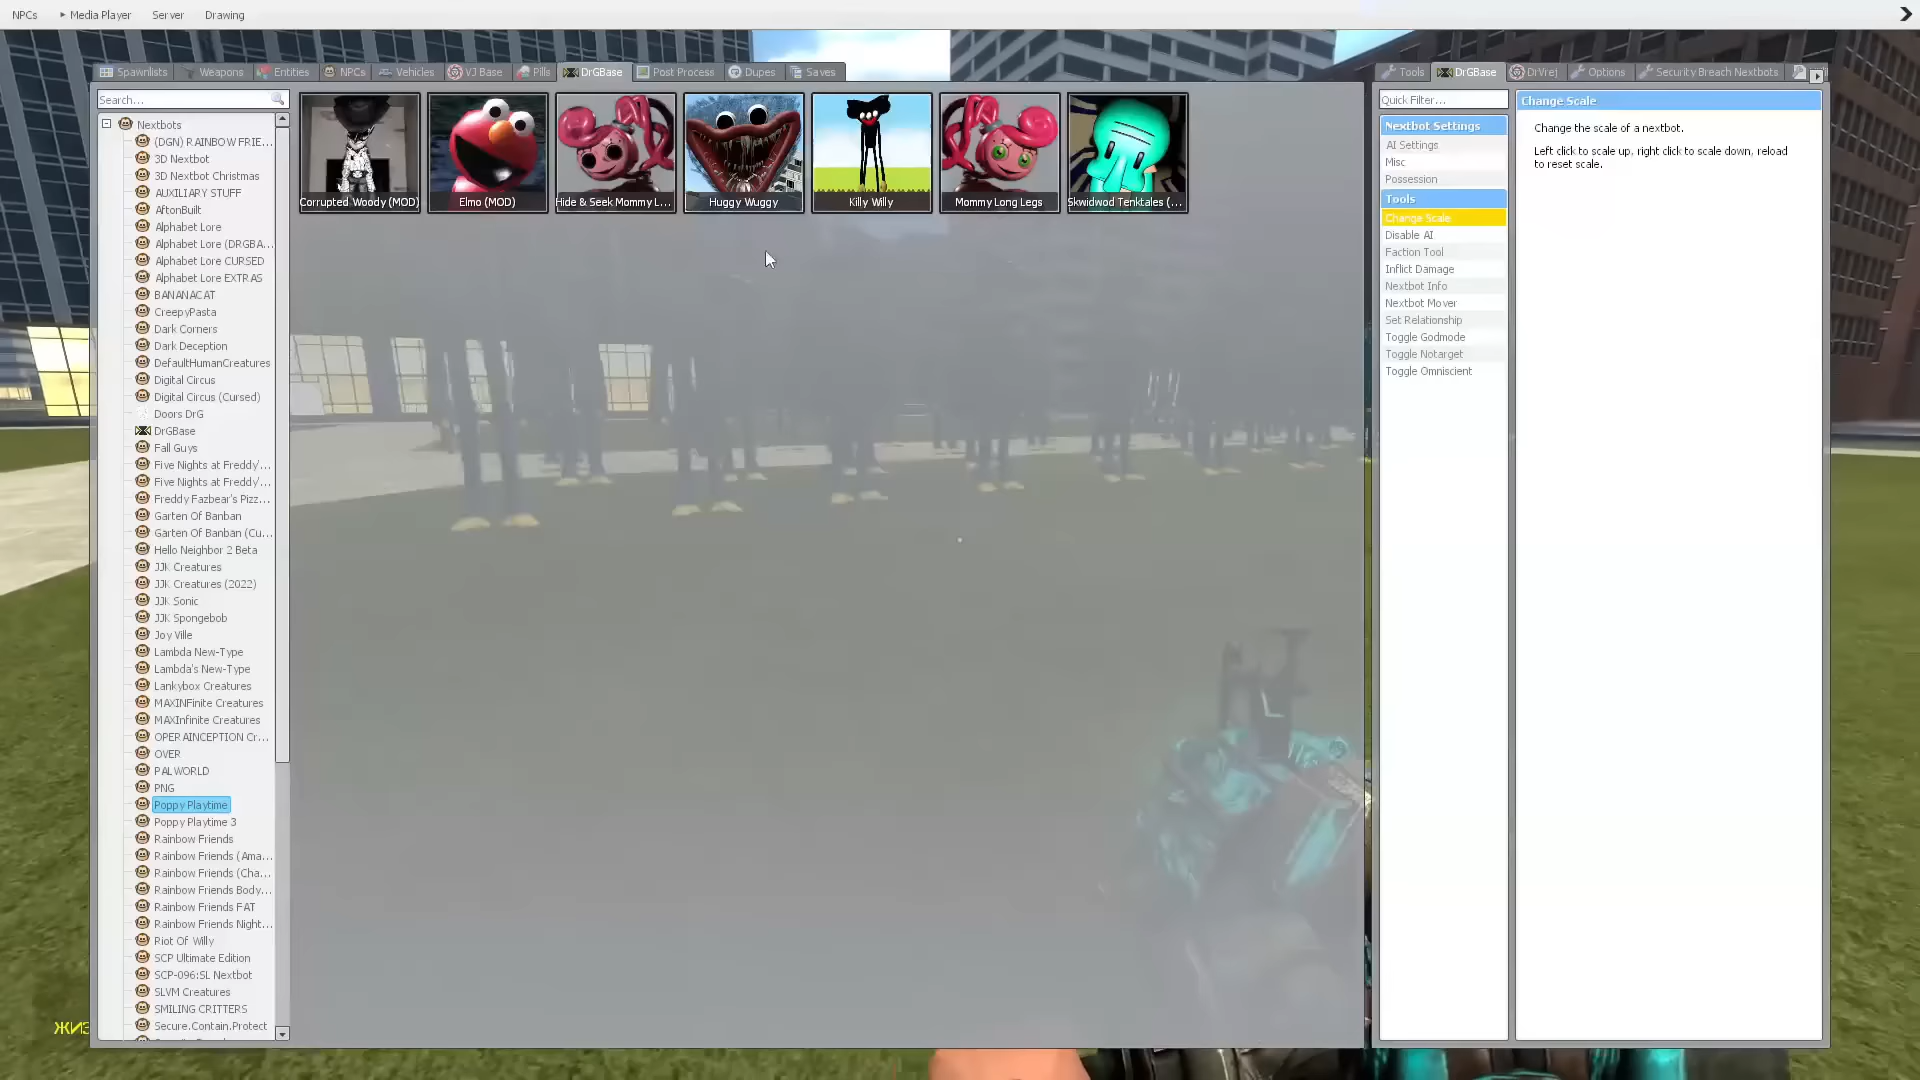 NPCs Media Player Server Drawing
Spawnlists Weapons Entities NPCs Vehicles VJ Base Pills DrGBase Post Process Dupes Saves
Tools DrGBase DrVrej Options Security Breach Nextbots
Search...
Nextbots
(DGN) RAINBOW FRIE...
3D Nextbot
3D Nextbot Christmas
AUXILIARY STUFF
AftonBuilt
Alphabet Lore
Alphabet Lore (DRGBA...
Alphabet Lore CURSED
Alphabet Lore EXTRAS
BANANACAT
CreepyPasta
Dark Corners
Dark Deception
DefaultHumanCreatures
Digital Circus
Digital Circus (Cursed)
Doors DrG
DrGBase
Fall Guys
Five Nights at Freddy'...
Five Nights at Freddy'...
Freddy Fazbear's Pizz...
Garten Of Banban
Garten Of Banban (Cu...
Hello Neighbor 2 Beta
JJK Creatures
JJK Creatures (2022)
JJK Sonic
JJK Spongebob
Joy Ville
Lambda New-Type
Lambda's New-Type
Lankybox Creatures
MAXINFinite Creatures
MAXInfinite Creatures
OPERAINCEPTION Cr...
OVER
PALWORLD
PNG
Poppy Playtime
Poppy Playtime 3
Rainbow Friends
Rainbow Friends (Ama...
Rainbow Friends (Cha...
Rainbow Friends Body...
Rainbow Friends FAT
Rainbow Friends Night...
Riot Of Willy
SCP Ultimate Edition
SCP-096:SL Nextbot
SLVM Creatures
SMILING CRITTERS
Secure.Contain.Protect
Corrupted Woody (MOD)
Elmo (MOD)
Hide & Seek Mommy L...
Huggy Wuggy
Killy Willy
Mommy Long Legs
Skwidwod Tenktales (...
Quick Filter...
Nextbot Settings
AI Settings
Misc
Possession
Tools
Change Scale
Disable AI
Faction Tool
Inflict Damage
Nextbot Info
Nextbot Mover
Set Relationship
Toggle Godmode
Toggle Notarget
Toggle Omniscient
Change Scale
Change the scale of a nextbot.
Left click to scale up, right click to scale down, reload
to reset scale.